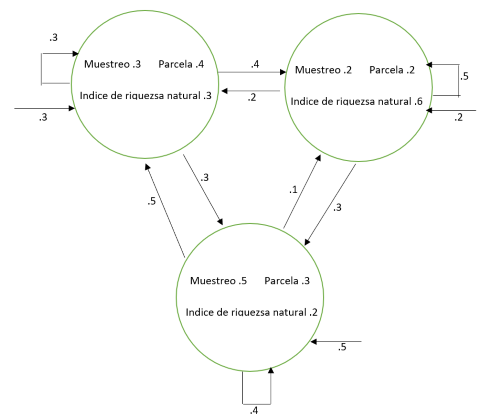 .3
Muestreo .3 Parcela .4
Indice de riquezsa natural .3
.3
.4
.2
Muestreo .2 Parcela .2
Indice de riquezsa natural .6
.5
.2
.3
.5
.1
.3
Muestreo .5 Parcela .3
Indice de riquezsa natural .2
.5
.4